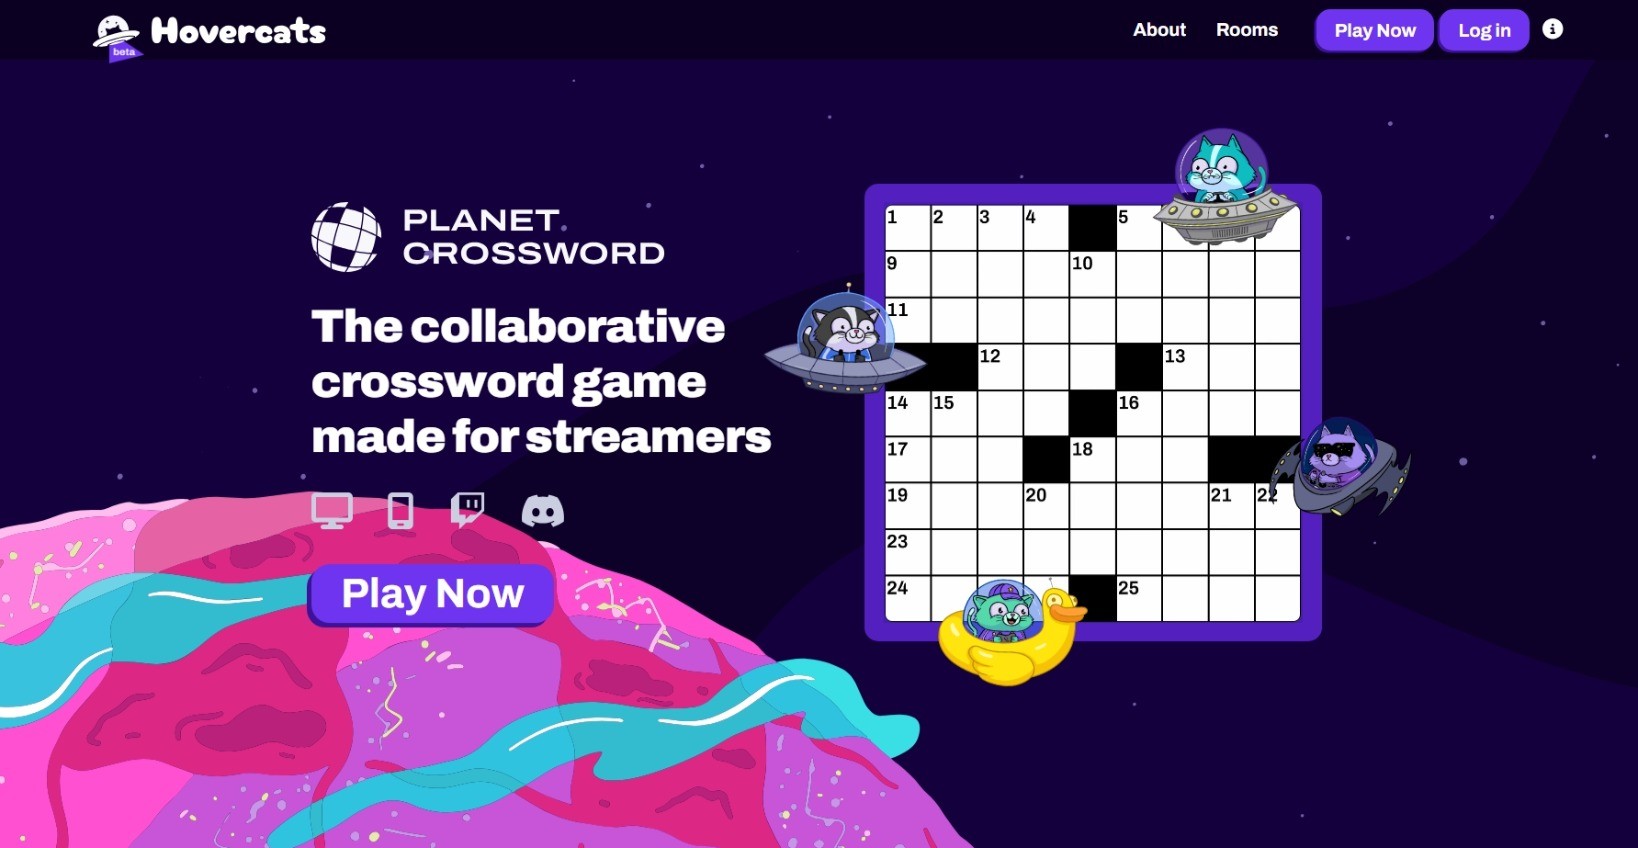 Hovercats
beta
About
Rooms
Play Now
Log in
PLANET
CROSSWORD
The collaborative
crossword game
made for streamers
Play Now
1 2 3 4 5
9 10
11
12 13
14 15 16
17 18
19 20 21 22
23
24 25